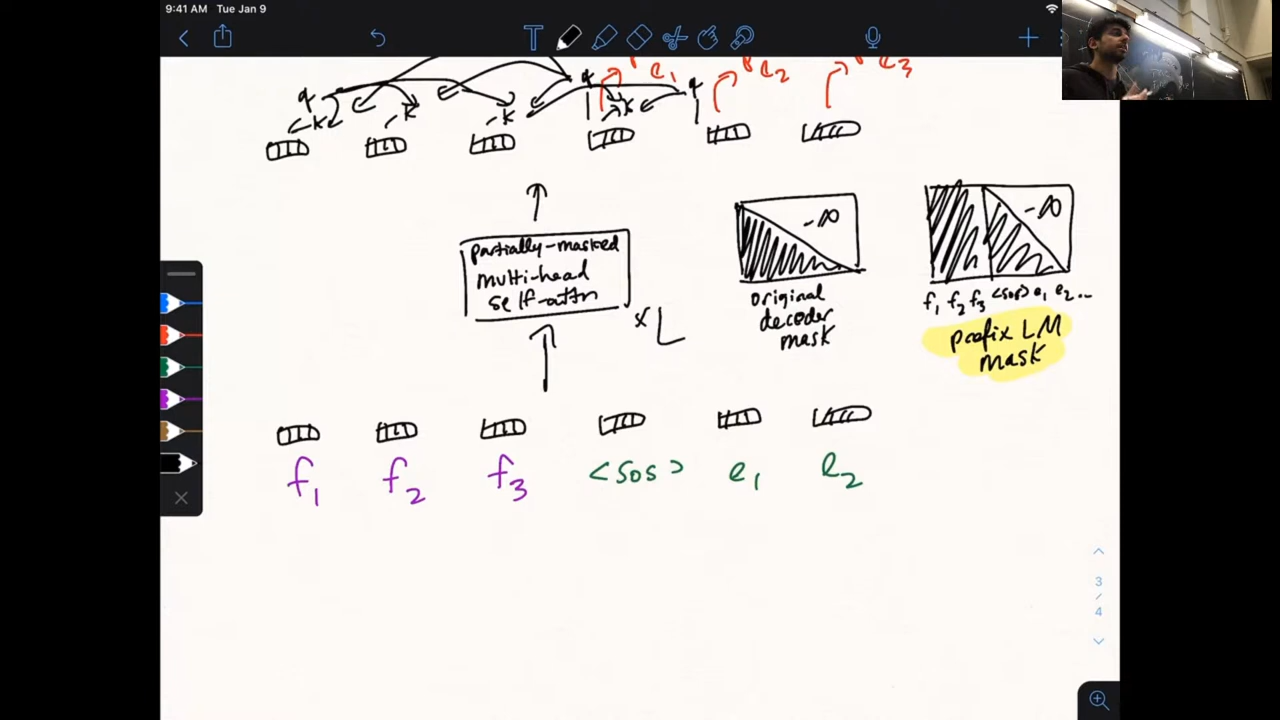 9:41 AM Tue Jan 9
e1 e2 e3
q q q
k k k k
partially-masked
multi-head
self-attn
× L
-∞
original
decoder
mask
-∞
f1 f2 f3 <sos> e1 e2 ...
prefix LM
mask
f1 f2 f3 <sos> e1 e2
3
/
4